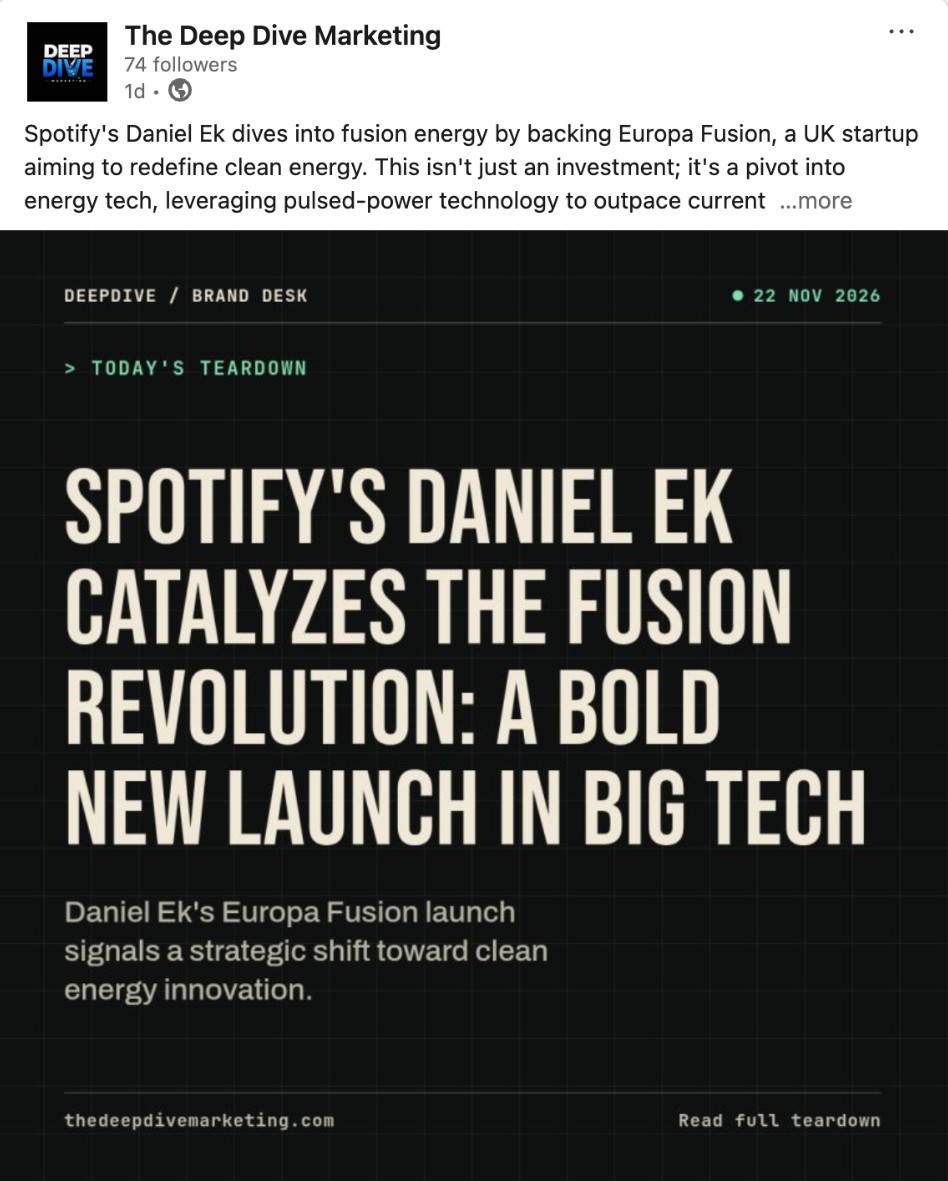 DEEP
DIVE
MARKETING
The Deep Dive Marketing
74 followers
1d •
Spotify's Daniel Ek dives into fusion energy by backing Europa Fusion, a UK startup
aiming to redefine clean energy. This isn't just an investment; it's a pivot into
energy tech, leveraging pulsed-power technology to outpace current ...more
DEEPDIVE / BRAND DESK
22 NOV 2026
> TODAY'S TEARDOWN
SPOTIFY'S DANIEL EK
CATALYZES THE FUSION
REVOLUTION: A BOLD
NEW LAUNCH IN BIG TECH
Daniel Ek's Europa Fusion launch
signals a strategic shift toward clean
energy innovation.
thedeepdivemarketing.com
Read full teardown